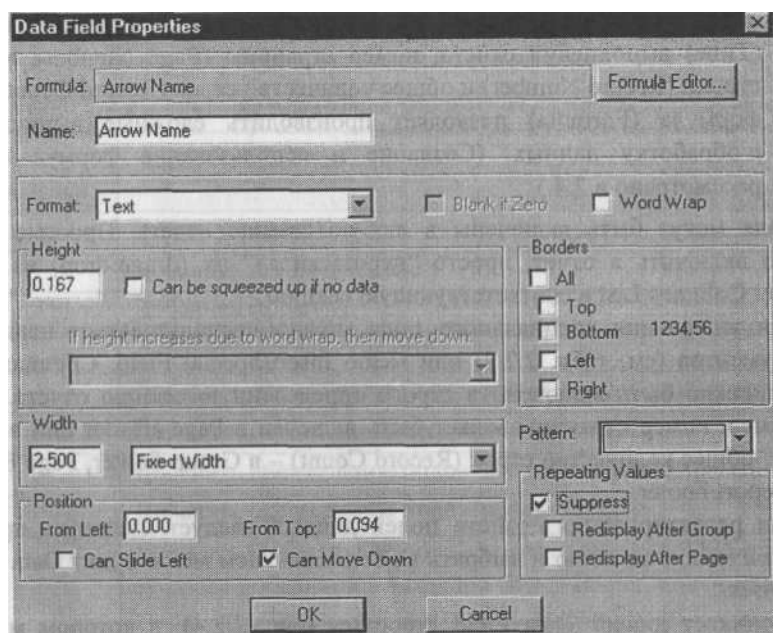 Data Field Properties
Formula: Arrow Name Formula Editor...
Name: Arrow Name
Format: Text Blank if Zero Word Wrap
Height
0.167 Can be squeezed up if no data
If height increases due to word wrap, then move down:
Borders
All
Top
Bottom 1234.56
Left
Right
Width
2.500 Fixed Width
Pattern:
Position
From Left: 0.000 From Top: 0.094
Can Slide Left Can Move Down
Repeating Values
Suppress
Redisplay After Group
Redisplay After Page
OK Cancel